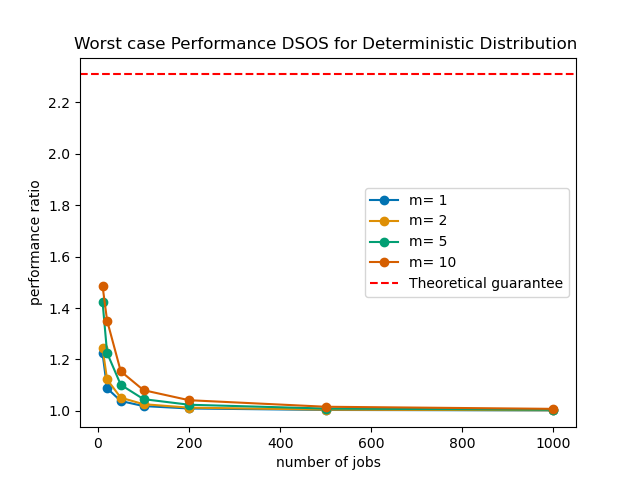 Worst case Performance DSOS for Deterministic Distribution
performance ratio
2.2
2.0
1.8
1.6
1.4
1.2
1.0
m= 1
m= 2
m= 5
m= 10
Theoretical guarantee
0 200 400 600 800 1000
number of jobs